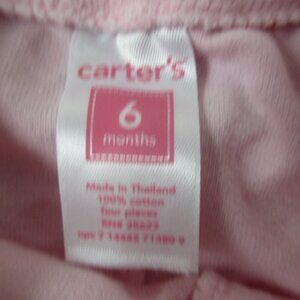 carter's
6
months
Made in Thailand
100% cotton
four pieces